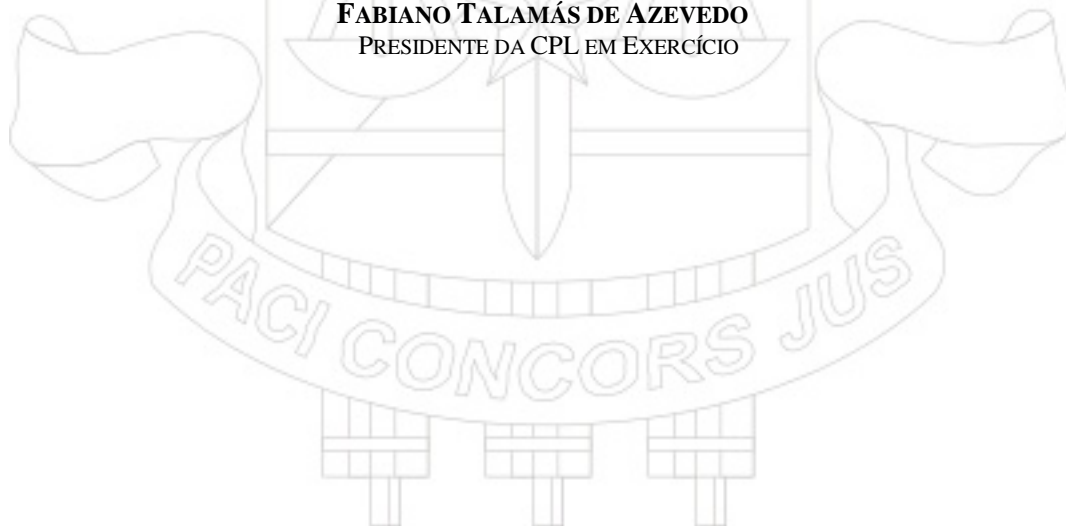 FABIANO TALAMÁS DE AZEVEDO
PRESIDENTE DA CPL EM EXERCÍCIO
PACI CONCORS JUS